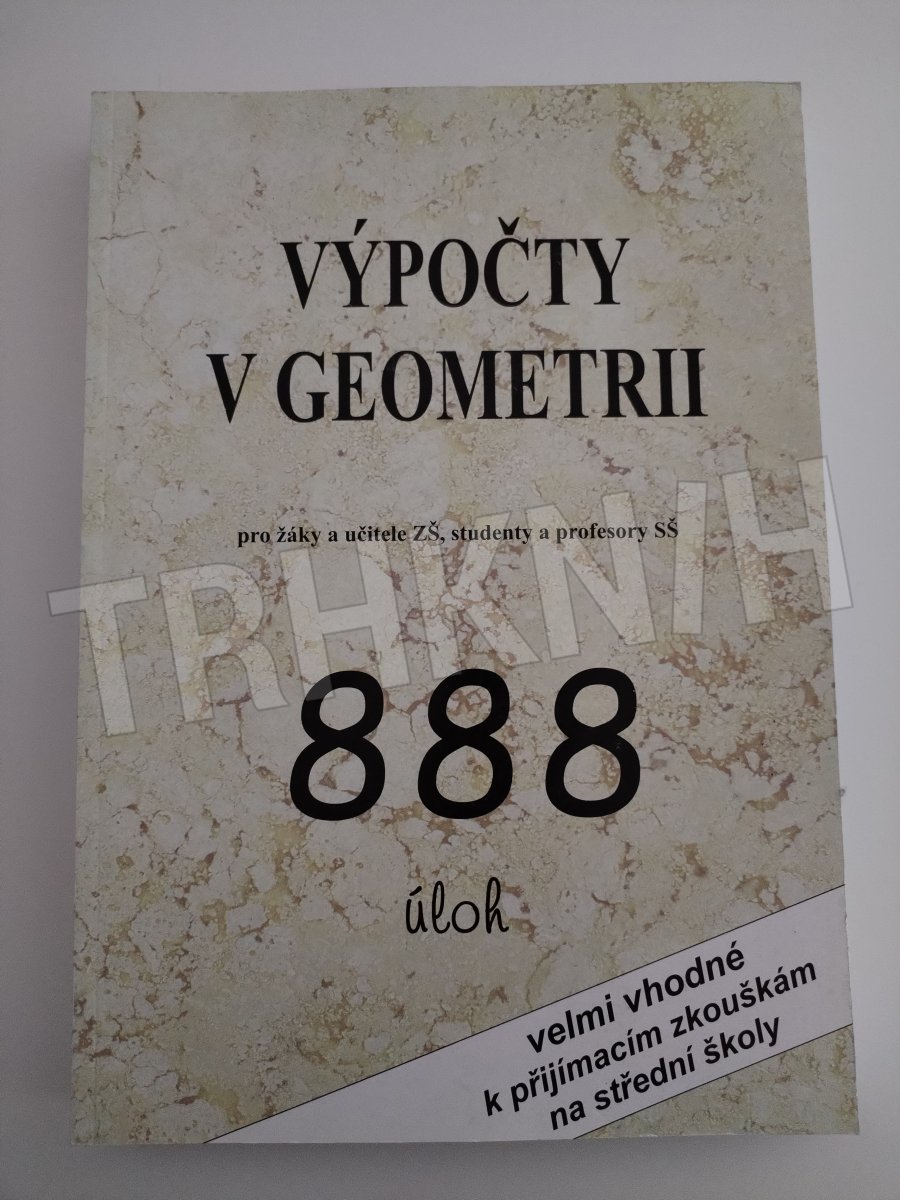 VÝPOČTY
V GEOMETRII
pro žáky a učitele ZŠ, studenty a profesory SŠ
TRHKNIH
888
úloh
velmi vhodné
k přijímacím zkouškám
na střední školy